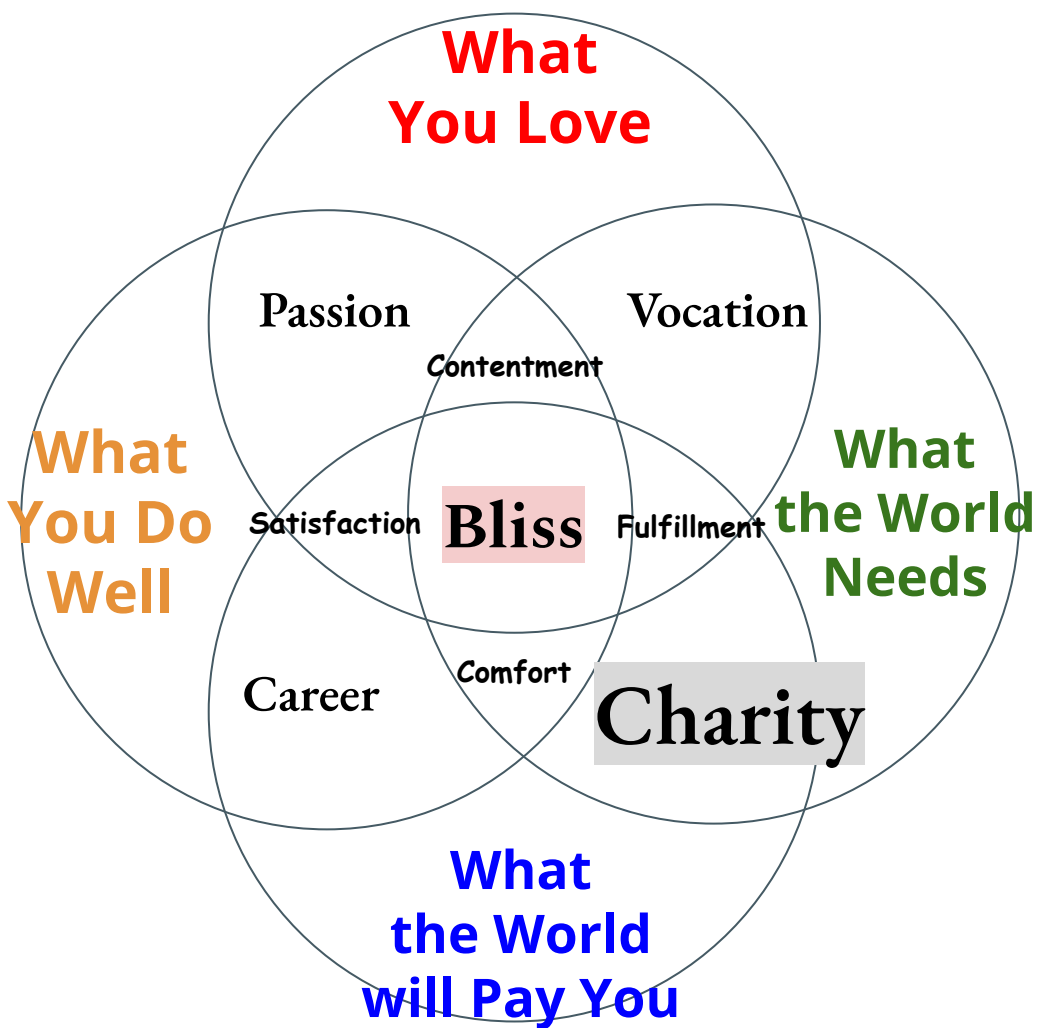 What
You Love
Passion
Vocation
Contentment
What
You Do
Well
Satisfaction
Bliss
Fulfillment
What
the World
Needs
Career
Comfort
Charity
What
the World
will Pay You